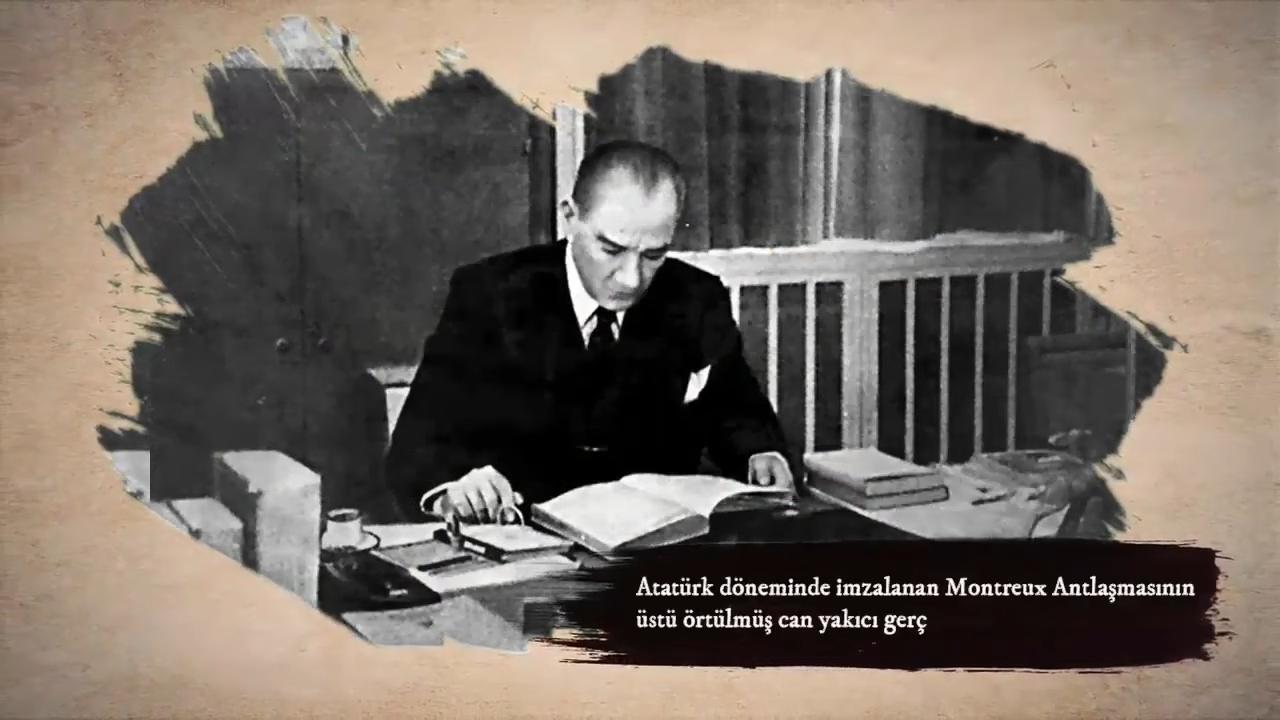 Atatürk döneminde imzalanan Montreux Antlaşmasının
üstü örtülmüş can yakıcı gerç